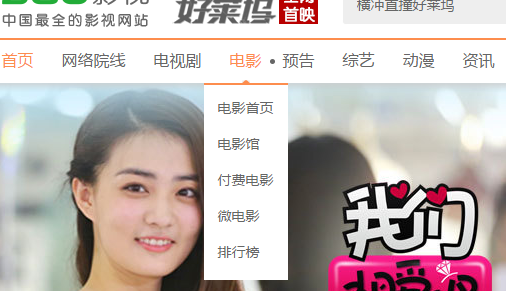 影视
中国最全的影视网站
好莱坞
首映
横冲直撞好莱坞
首页 网络院线 电视剧 电影 预告 综艺 动漫 资讯
电影首页
电影馆
付费电影
微电影
排行榜
我们